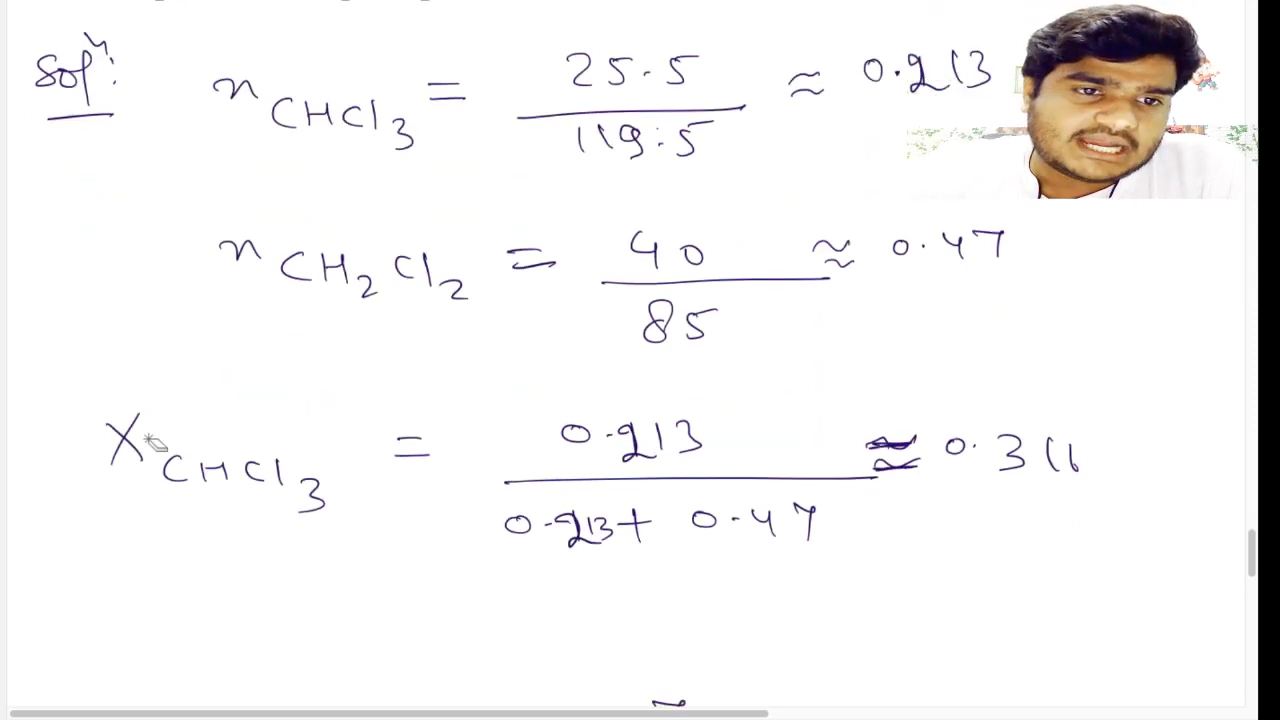 Solⁿ:
n CHCl3 = 25.5 / 119.5 ≈ 0.213
n CH2Cl2 = 40 / 85 ≈ 0.47
X CHCl3 = 0.213 / 0.213 + 0.47 ≈ 0.311